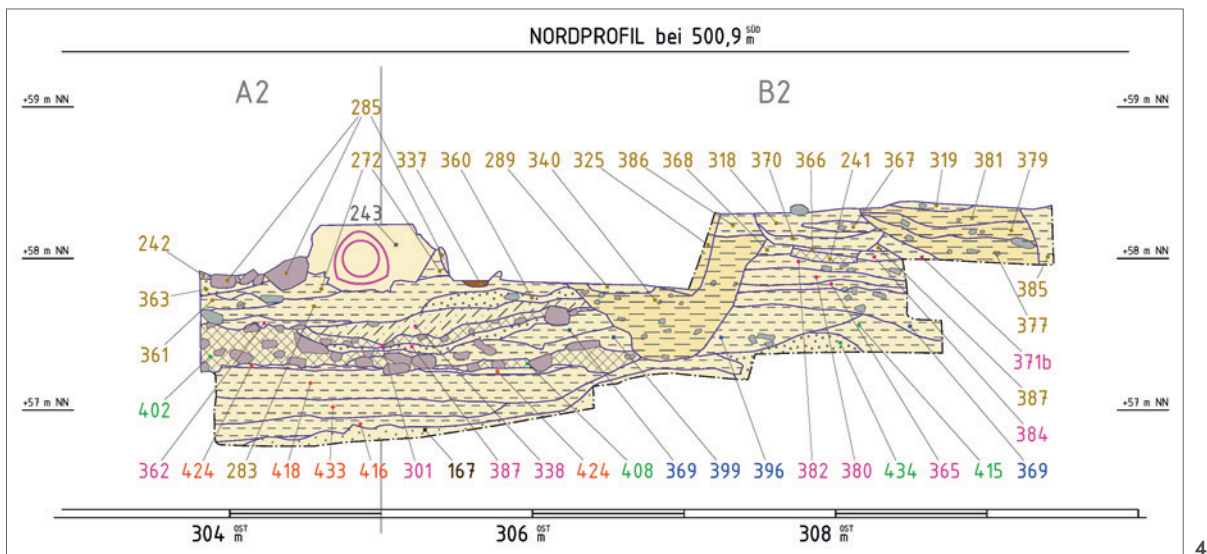 NORDPROFIL bei 500,9 SÜD m
A2 B2
+59 m NN +59 m NN
285
272 337 360 289 340 325 386 368 318 370 366 241 367 319 381 379
243
242
+58 m NN +58 m NN
363
385
377
361
371b
387
402
+57 m NN +57 m NN
384
362 424 283 418 433 416 301 167 387 338 424 408 369 399 396 382 380 434 365 415 369
304 OST m 306 OST m 308 OST m
4